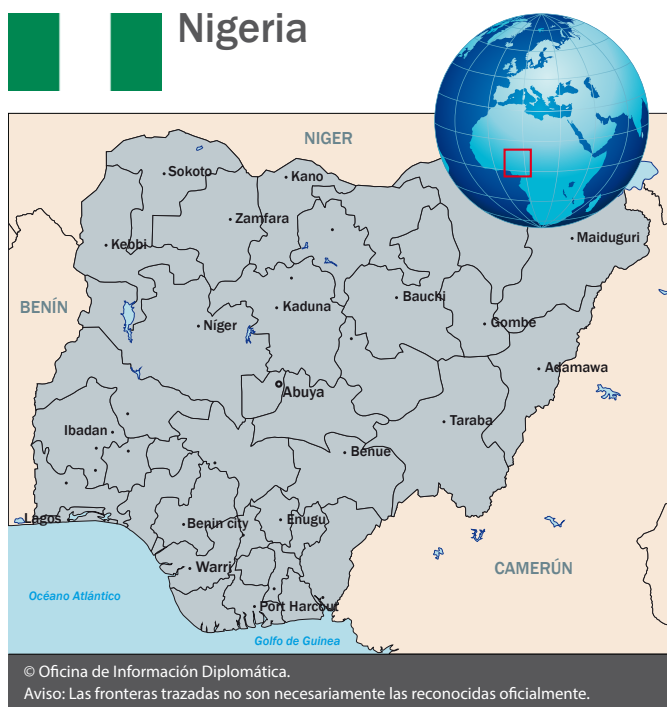 Nigeria
NIGER
Sokoto
Kano
Zamfara
Kebbi
Maiduguri
BENÍN
Níger
Kaduna
Bauchi
Gombe
Adamawa
Abuya
Ibadan
Taraba
Benue
Lagos
Benin city
Enugu
Warri
CAMERÚN
Océano Atlántico
Port Harcout
Golfo de Guinea
© Oficina de Información Diplomática.
Aviso: Las fronteras trazadas no son necesariamente las reconocidas oficialmente.